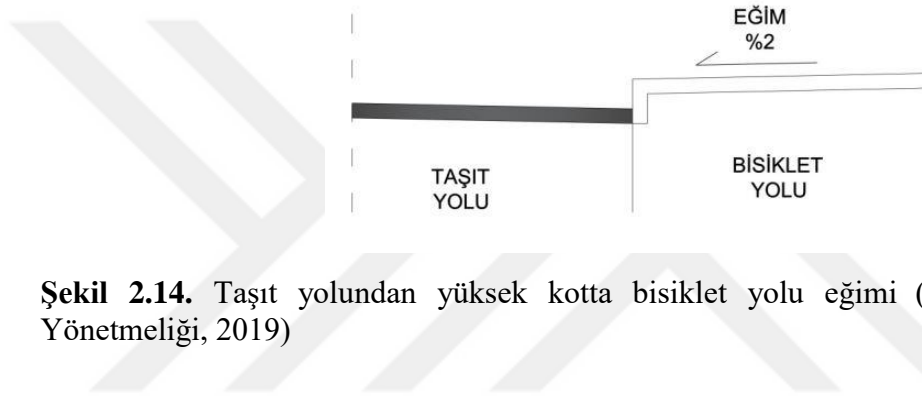 EĞİM
%2
TAŞIT
YOLU
BİSİKLET
YOLU
Şekil 2.14. Taşıt yolundan yüksek kotta bisiklet yolu eğimi (
Yönetmeliği, 2019)